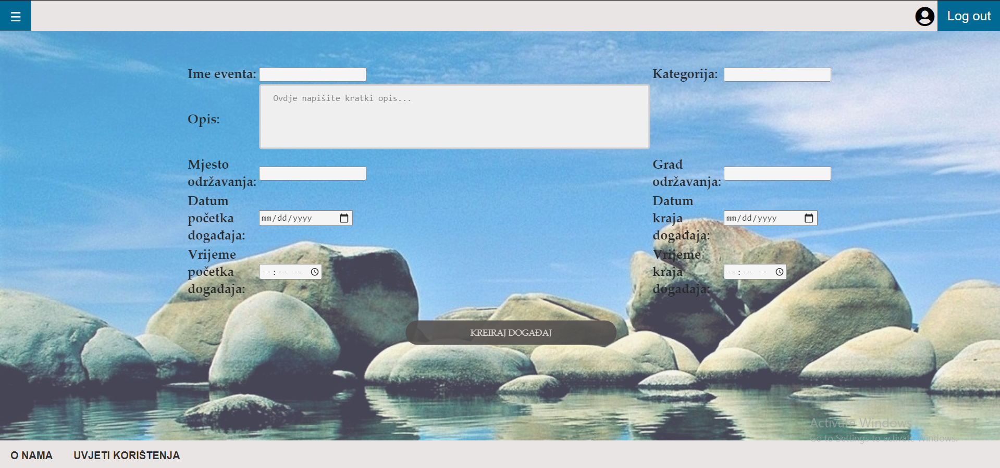 ☰ Log out
Ime eventa: Kategorija:
Ovdje napišite kratki opis...
Opis:
Mjesto održavanja: Grad održavanja:
Datum početka događaja: mm/dd/yyyy Datum kraja događaja: mm/dd/yyyy
Vrijeme početka događaja: --:-- -- Vrijeme kraja događaja: --:-- --
KREIRAJ DOGAĐAJ
Activate Windows
Go to Settings to activate Windows.
O NAMA UVJETI KORIŠTENJA